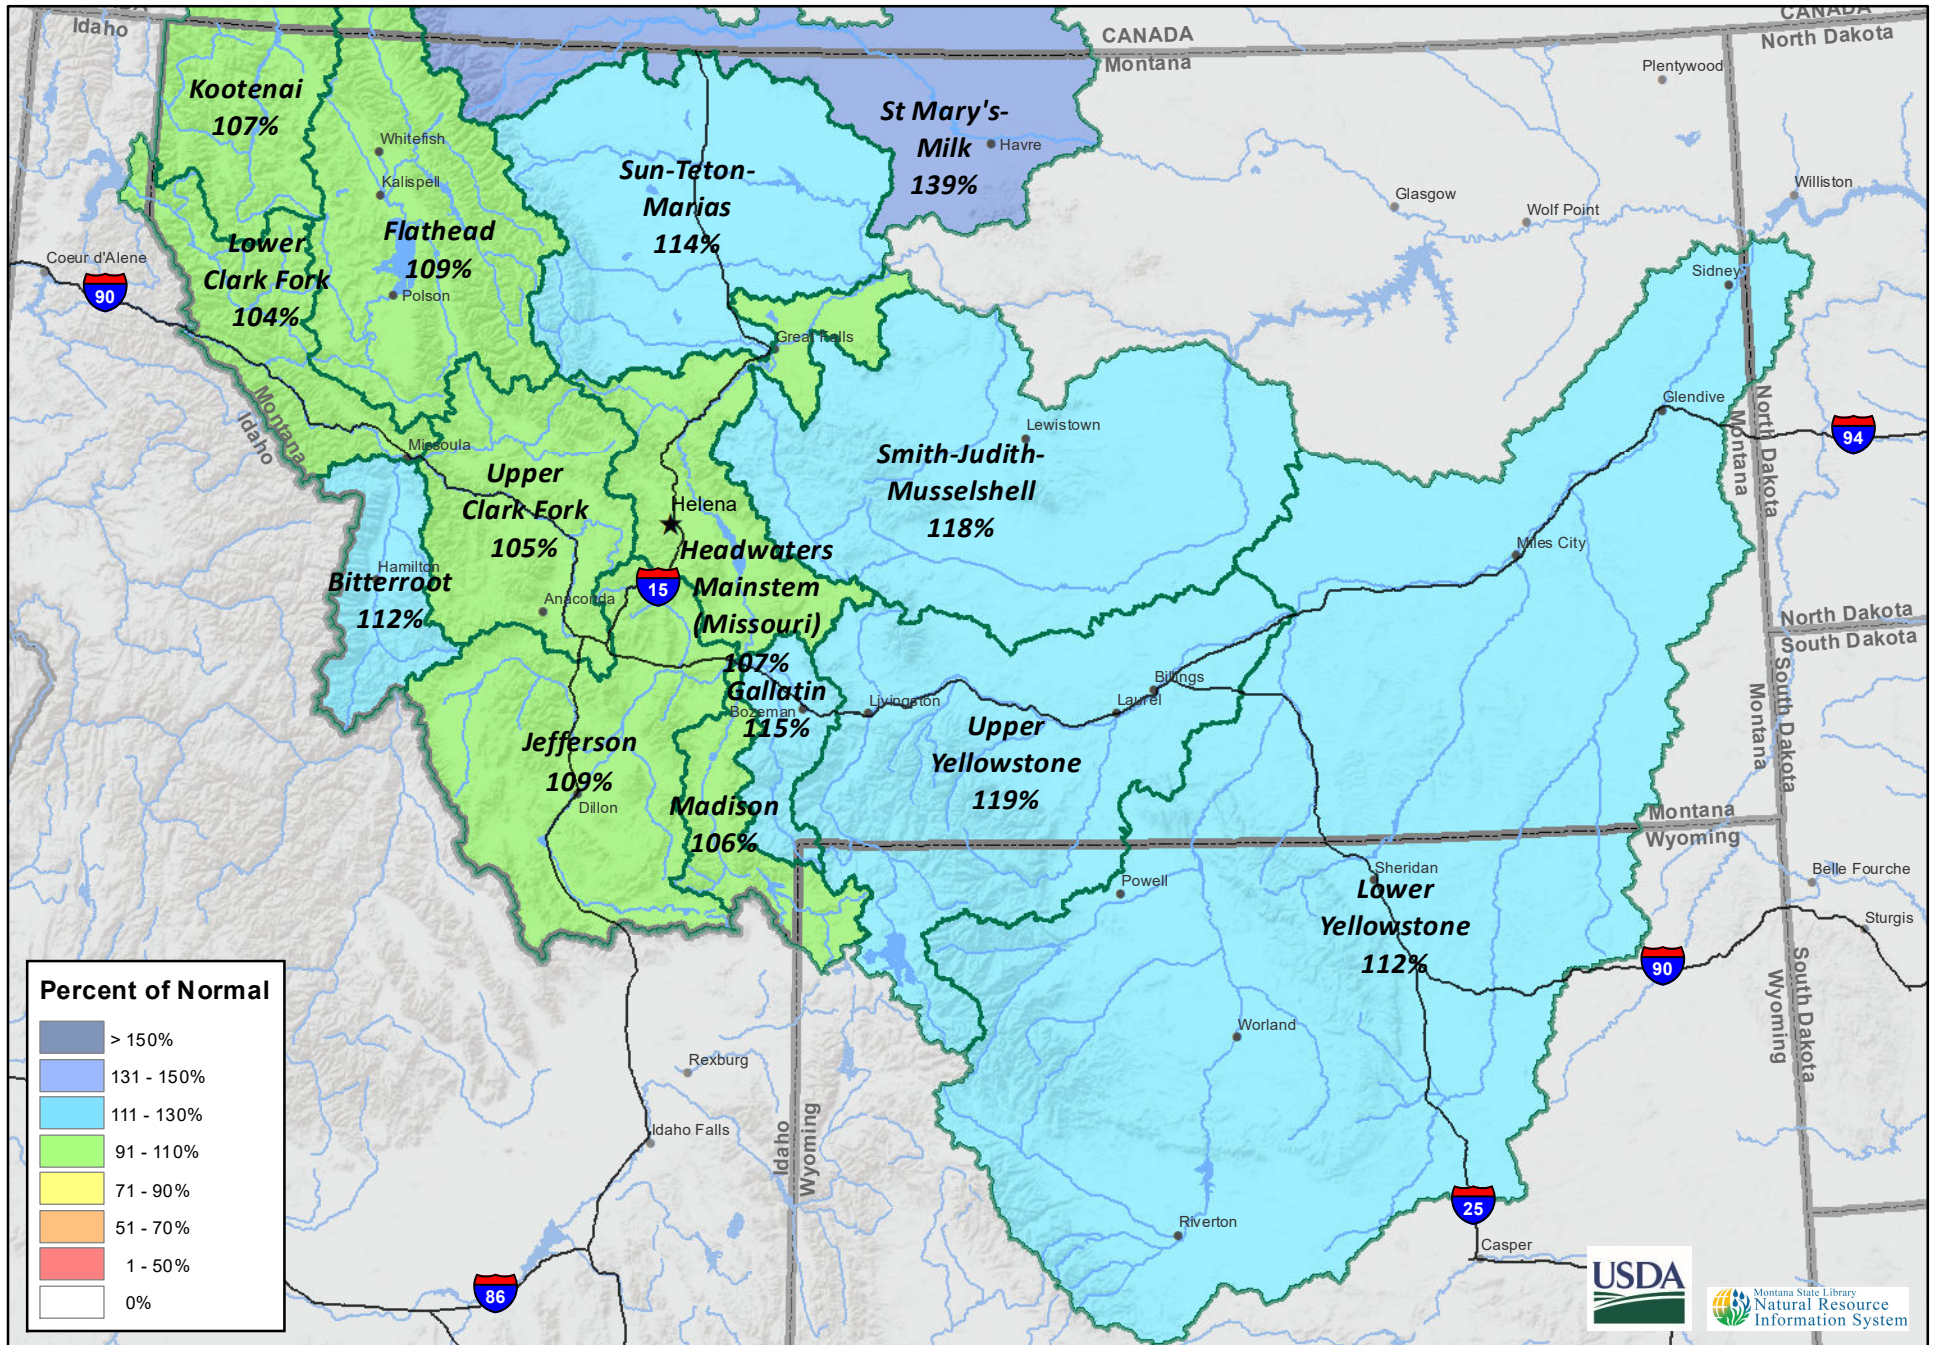 CANADA
Idaho
CANADA
Montana
CANADA
North Dakota
Plentywood
Kootenai
107%
Whitefish
Kalispell
St Mary's-
Milk
139%
Havre
Sun-Teton-
Marias
114%
Glasgow
Wolf Point
Williston
Flathead
109%
Polson
Lower
Clark Fork
104%
Coeur d'Alene
90
Sidney
Great Falls
Montana
Idaho
Missoula
Lewistown
Glendive
North Dakota
Montana
94
Upper
Clark Fork
105%
Smith-Judith-
Musselshell
118%
Helena
Headwaters
Mainstem
(Missouri)
107%
15
Miles City
Hamilton
Bitterroot
112%
Anaconda
North Dakota
South Dakota
Gallatin
115%
Bozeman
Livingston
Billings
Laurel
Upper
Yellowstone
119%
South Dakota
Montana
Jefferson
109%
Dillon
Madison
106%
Montana
Wyoming
Powell
Sheridan
Lower
Yellowstone
112%
Belle Fourche
Sturgis
90
South Dakota
Wyoming
Percent of Normal
> 150%
131 - 150%
111 - 130%
91 - 110%
71 - 90%
51 - 70%
1 - 50%
0%
Worland
Rexburg
Idaho Falls
Idaho
Wyoming
Riverton
25
Casper
86
USDA
Montana State Library
Natural Resource
Information System